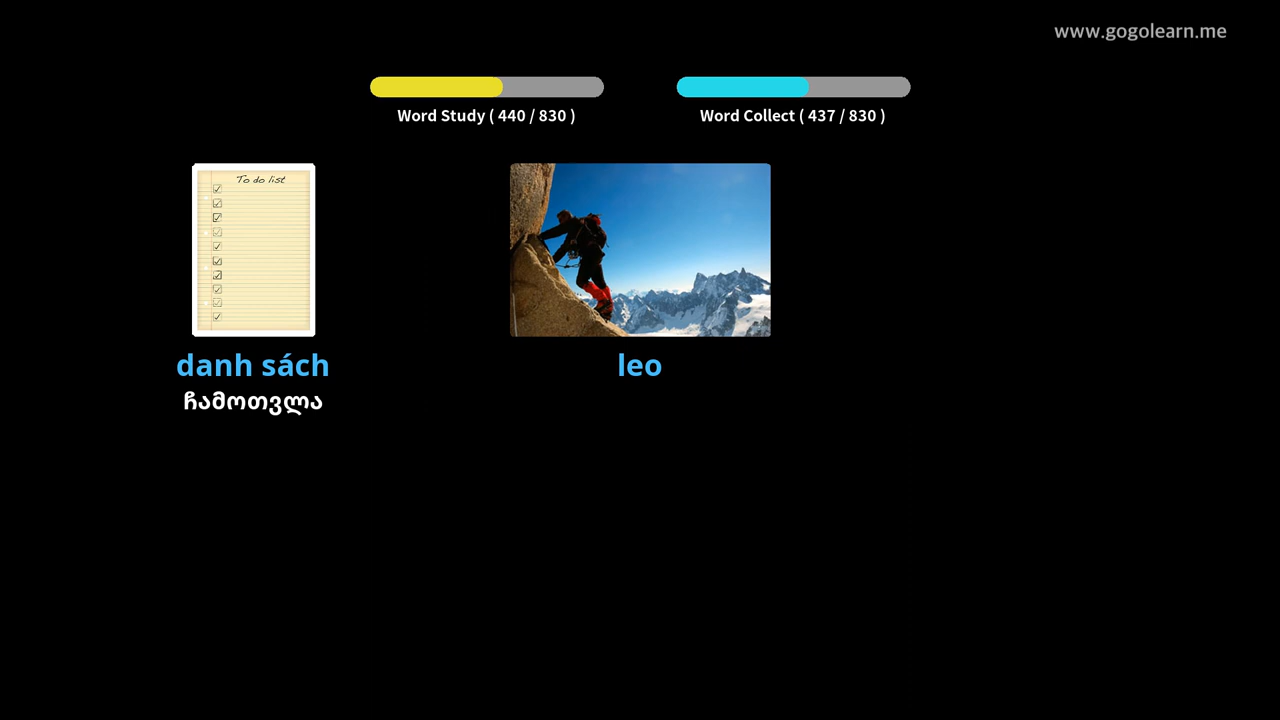 www.gogolearn.me
Word Study ( 440 / 830 )
Word Collect ( 437 / 830 )
To do list
danh sách
ჩამოთვლა
leo